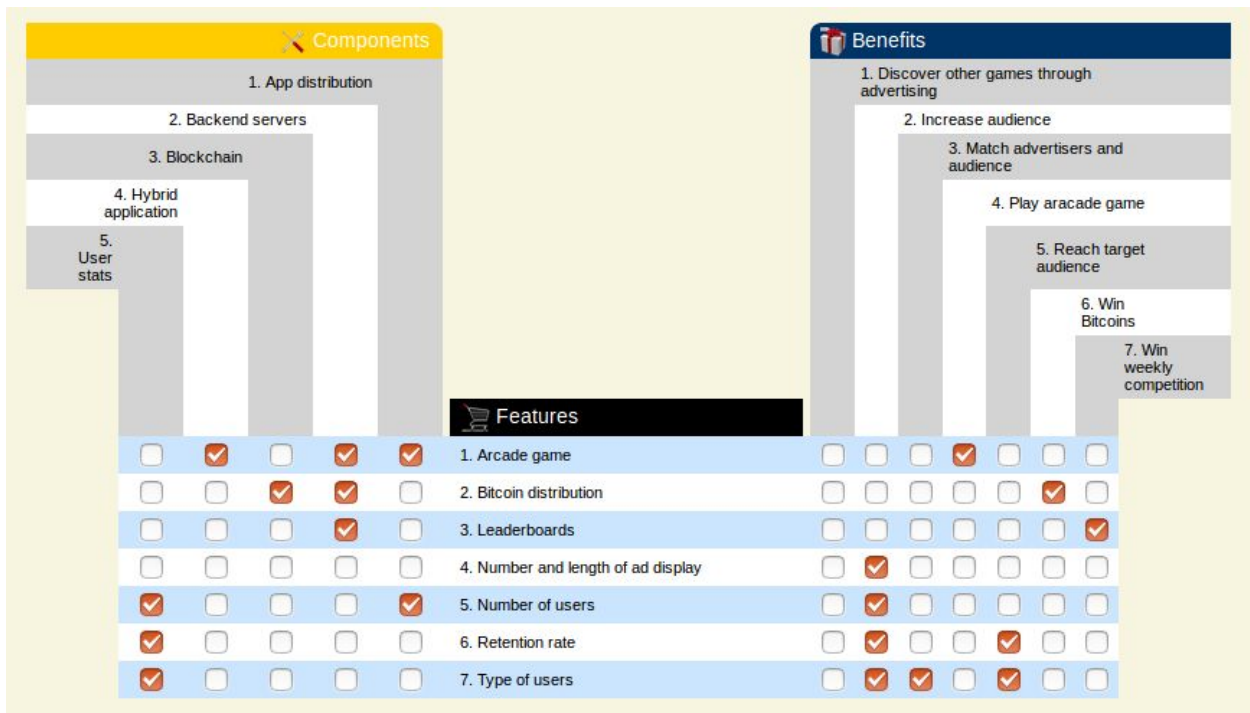 Components
1. App distribution
2. Backend servers
3. Blockchain
4. Hybrid
application
5.
User
stats
Benefits
1. Discover other games through
advertising
2. Increase audience
3. Match advertisers and
audience
4. Play aracade game
5. Reach target
audience
6. Win
Bitcoins
7. Win
weekly
competition
Features
1. Arcade game
2. Bitcoin distribution
3. Leaderboards
4. Number and length of ad display
5. Number of users
6. Retention rate
7. Type of users